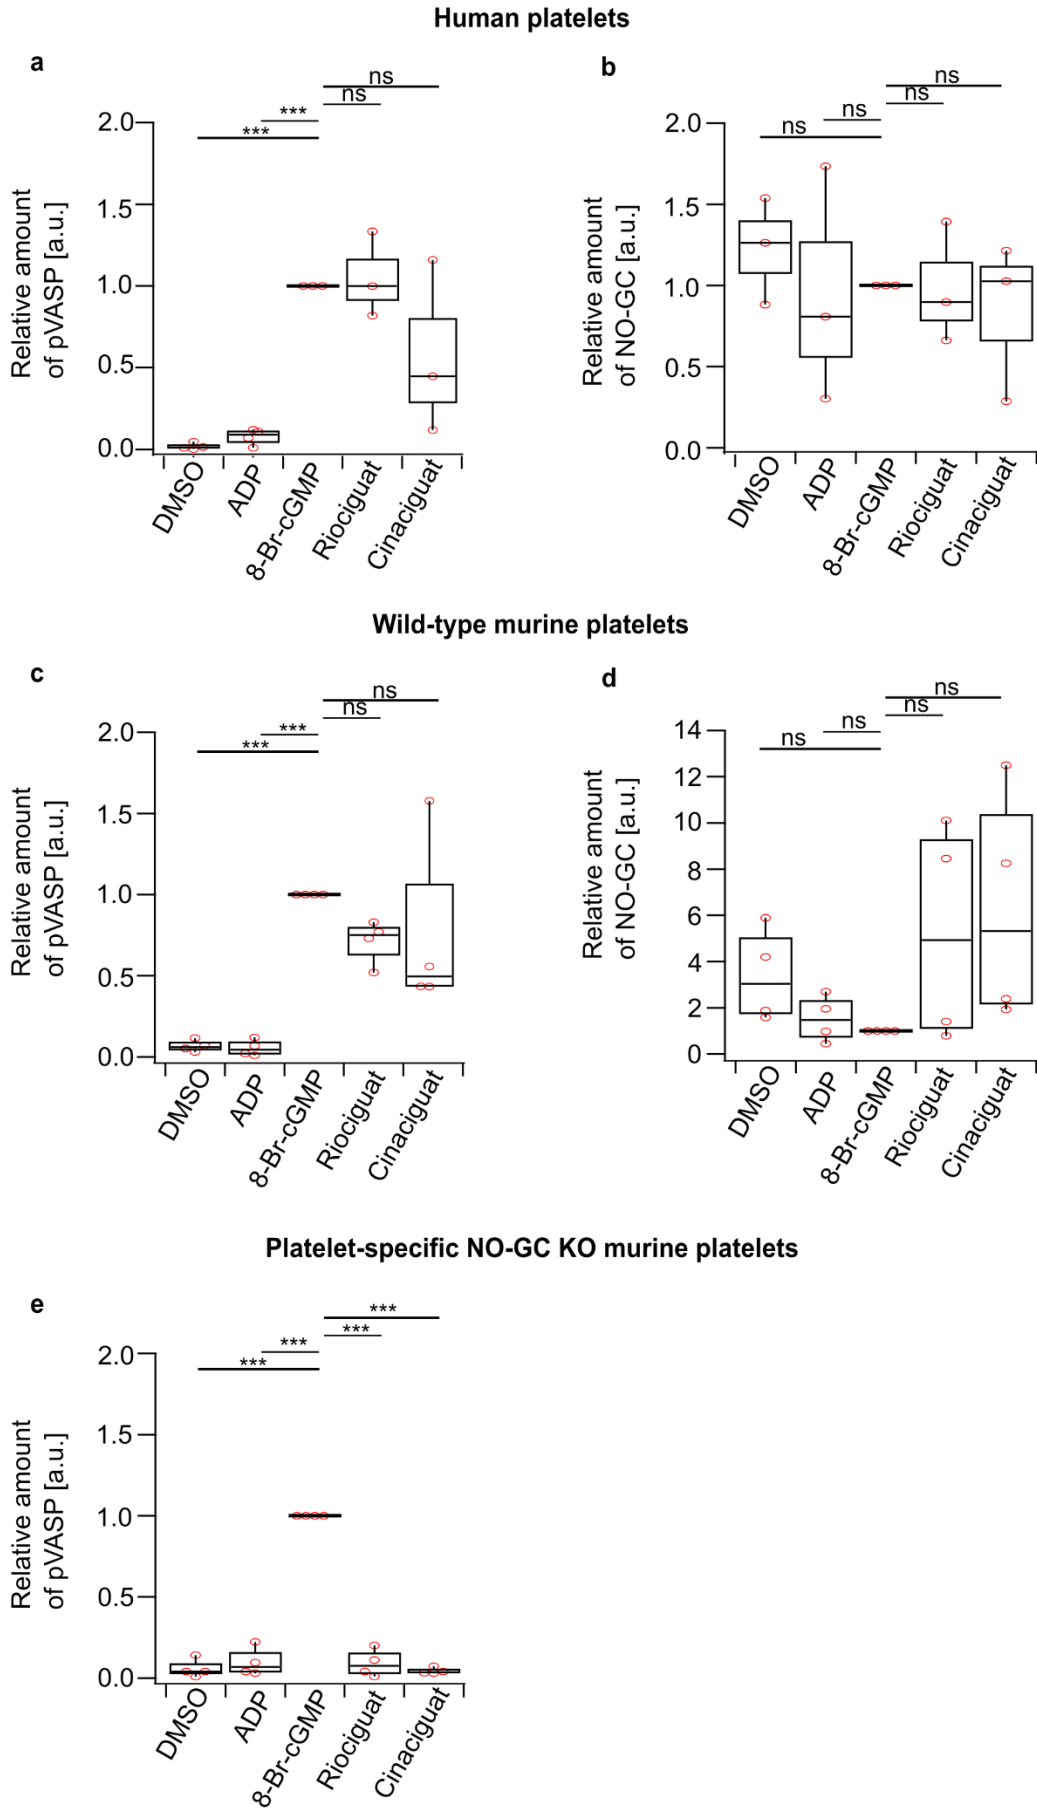 Human platelets
a
ns
ns
***
***
2.0
1.5
1.0
0.5
0.0
Relative amount
of pVASP [a.u.]
DMSO
ADP
8-Br-cGMP
Riociguat
Cinaciguat
b
ns
ns
ns
ns
2.0
1.5
1.0
0.5
0.0
Relative amount
of NO-GC [a.u.]
DMSO
ADP
8-Br-cGMP
Riociguat
Cinaciguat
Wild-type murine platelets
c
ns
ns
***
***
2.0
1.5
1.0
0.5
0.0
Relative amount
of pVASP [a.u.]
DMSO
ADP
8-Br-cGMP
Riociguat
Cinaciguat
d
ns
ns
ns
ns
14
12
10
8
6
4
2
0
Relative amount
of NO-GC [a.u.]
DMSO
ADP
8-Br-cGMP
Riociguat
Cinaciguat
Platelet-specific NO-GC KO murine platelets
e
***
***
***
***
2.0
1.5
1.0
0.5
0.0
Relative amount
of pVASP [a.u.]
DMSO
ADP
8-Br-cGMP
Riociguat
Cinaciguat